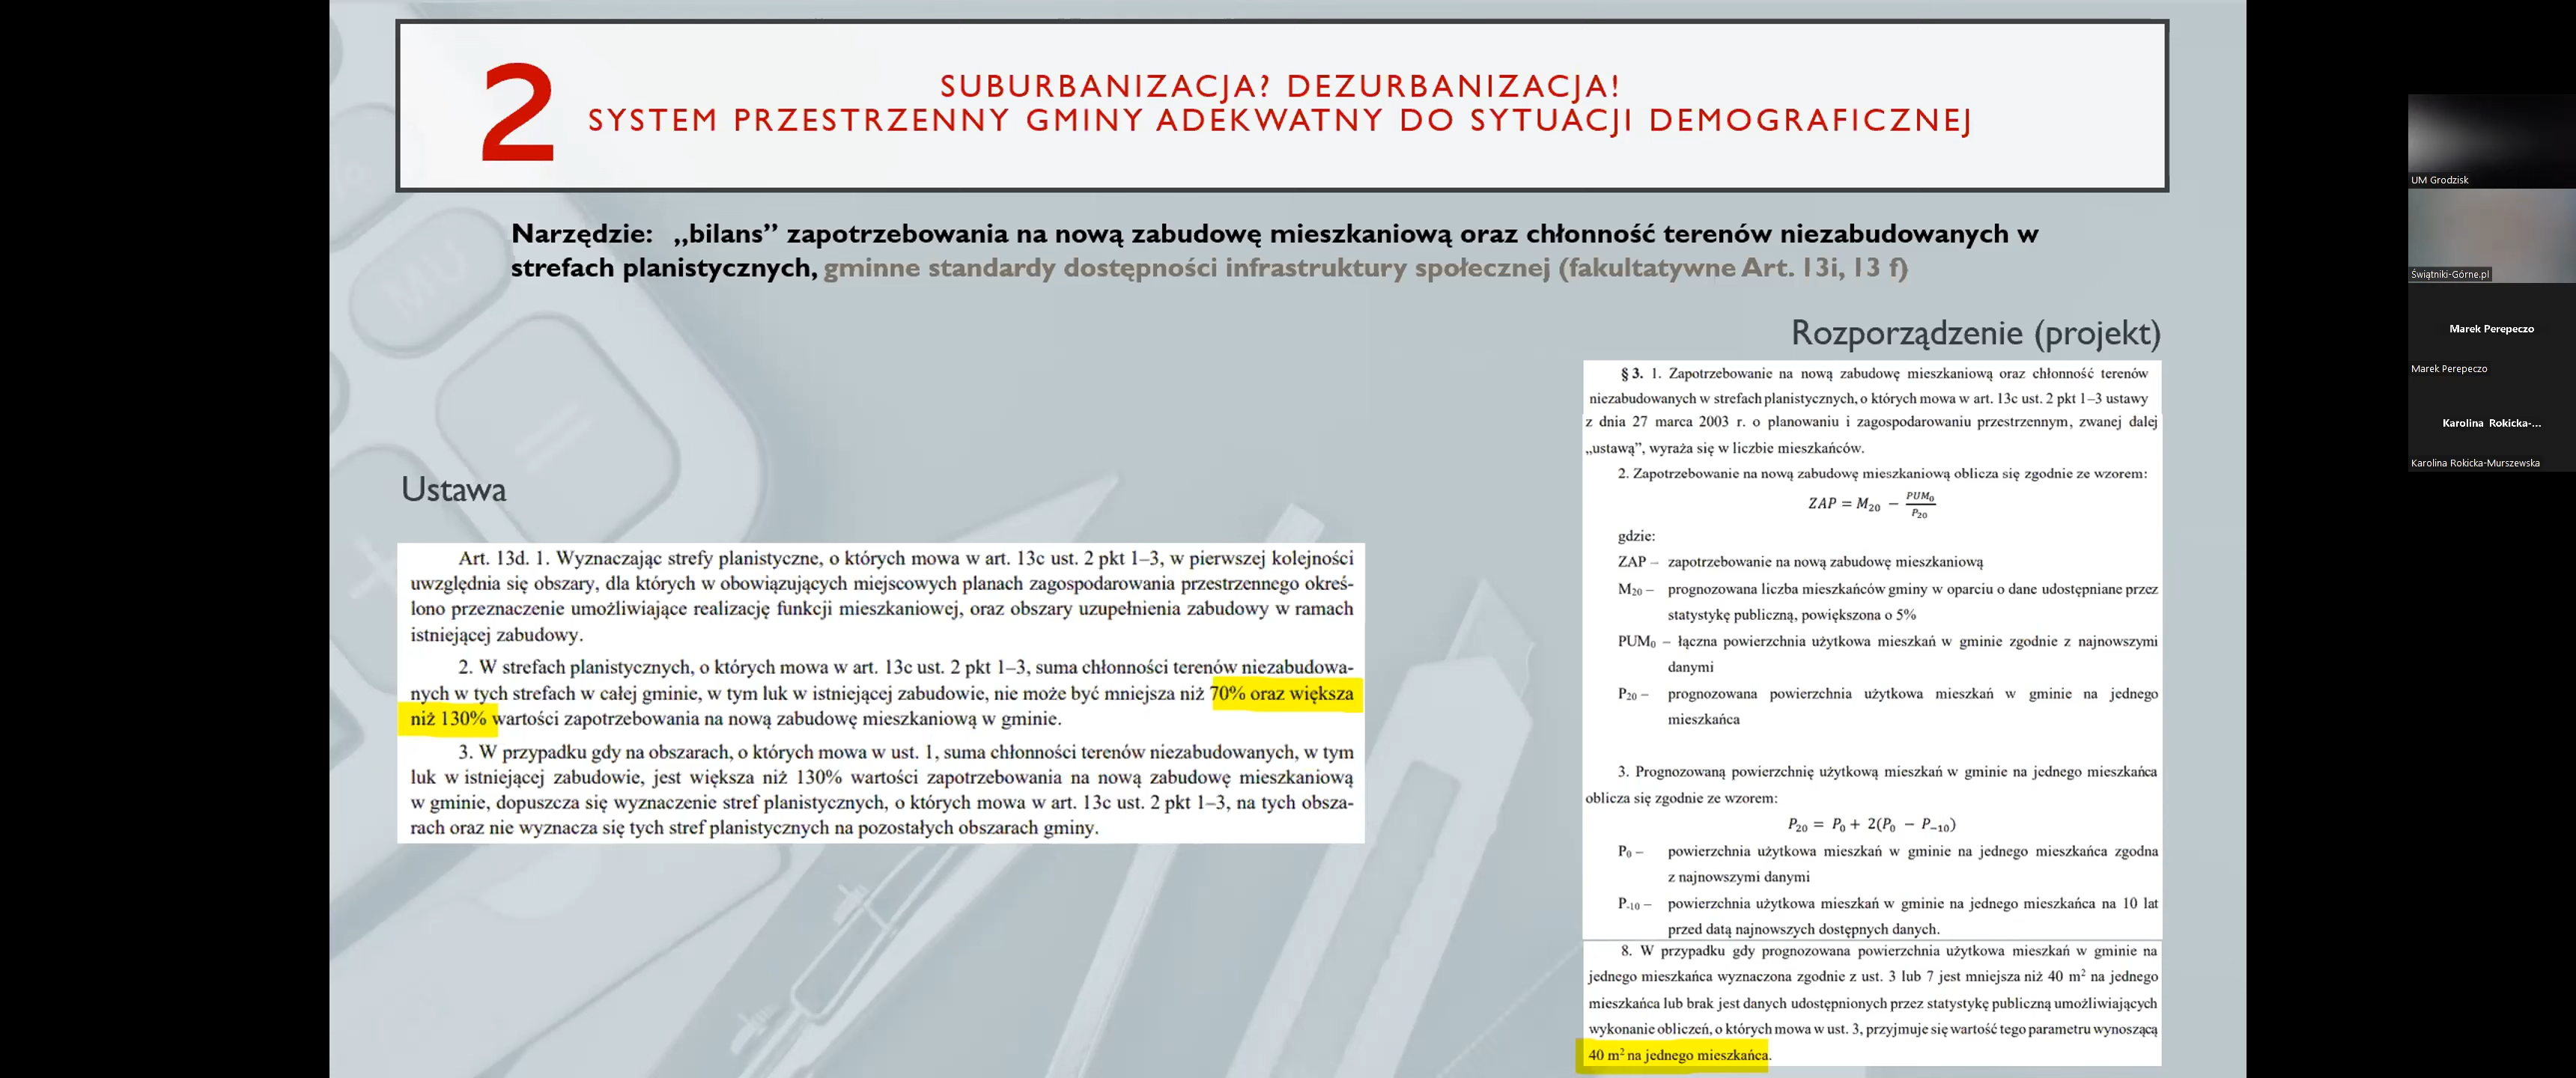 2
SUBURBANIZACJA? DEZURBANIZACJA!
SYSTEM PRZESTRZENNY GMINY ADEKWATNY DO SYTUACJI DEMOGRAFICZNEJ
Narzędzie: „bilans” zapotrzebowania na nową zabudowę mieszkaniową oraz chłonność terenów niezabudowanych w
strefach planistycznych, gminne standardy dostępności infrastruktury społecznej (fakultatywne Art. 13i, 13 f)
Ustawa
Art. 13d. 1. Wyznaczając strefy planistyczne, o których mowa w art. 13c ust. 2 pkt 1–3, w pierwszej kolejności
uwzględnia się obszary, dla których w obowiązujących miejscowych planach zagospodarowania przestrzennego okreś-
lono przeznaczenie umożliwiające realizację funkcji mieszkaniowej, oraz obszary uzupełnienia zabudowy w ramach
istniejącej zabudowy.
2. W strefach planistycznych, o których mowa w art. 13c ust. 2 pkt 1–3, suma chłonności terenów niezabudowa-
nych w tych strefach w całej gminie, w tym luk w istniejącej zabudowie, nie może być mniejsza niż 70% oraz większa
niż 130% wartości zapotrzebowania na nową zabudowę mieszkaniową w gminie.
3. W przypadku gdy na obszarach, o których mowa w ust. 1, suma chłonności terenów niezabudowanych, w tym
luk w istniejącej zabudowie, jest większa niż 130% wartości zapotrzebowania na nową zabudowę mieszkaniową
w gminie, dopuszcza się wyznaczenie stref planistycznych, o których mowa w art. 13c ust. 2 pkt 1–3, na tych obsza-
rach oraz nie wyznacza się tych stref planistycznych na pozostałych obszarach gminy.
Rozporządzenie (projekt)
§ 3. 1. Zapotrzebowanie na nową zabudowę mieszkaniową oraz chłonność terenów
niezabudowanych w strefach planistycznych, o których mowa w art. 13c ust. 2 pkt 1–3 ustawy
z dnia 27 marca 2003 r. o planowaniu i zagospodarowaniu przestrzennym, zwanej dalej
„ustawą”, wyraża się w liczbie mieszkańców.
2. Zapotrzebowanie na nową zabudowę mieszkaniową oblicza się zgodnie ze wzorem:
ZAP = M₂₀ − PUM₀/P₂₀
gdzie:
ZAP – zapotrzebowanie na nową zabudowę mieszkaniową
M₂₀ – prognozowana liczba mieszkańców gminy w oparciu o dane udostępniane przez
statystykę publiczną, powiększona o 5%
PUM₀ – łączna powierzchnia użytkowa mieszkań w gminie zgodnie z najnowszymi
danymi
P₂₀ – prognozowana powierzchnia użytkowa mieszkań w gminie na jednego
mieszkańca
3. Prognozowaną powierzchnię użytkową mieszkań w gminie na jednego mieszkańca
oblicza się zgodnie ze wzorem:
P₂₀ = P₀ + 2(P₀ − P₋₁₀)
P₀ – powierzchnia użytkowa mieszkań w gminie na jednego mieszkańca zgodna
z najnowszymi danymi
P₋₁₀ – powierzchnia użytkowa mieszkań w gminie na jednego mieszkańca na 10 lat
przed datą najnowszych dostępnych danych.
8. W przypadku gdy prognozowana powierzchnia użytkowa mieszkań w gminie na
jednego mieszkańca wyznaczona zgodnie z ust. 3 lub 7 jest mniejsza niż 40 m² na jednego
mieszkańca lub brak jest danych udostępnionych przez statystykę publiczną umożliwiających
wykonanie obliczeń, o których mowa w ust. 3, przyjmuje się wartość tego parametru wynoszącą
40 m² na jednego mieszkańca.
UM Grodzisk
Świątniki-Górne.pl
Marek Perepeczo
Marek Perepeczo
Karolina Rokicka-...
Karolina Rokicka-Murszewska